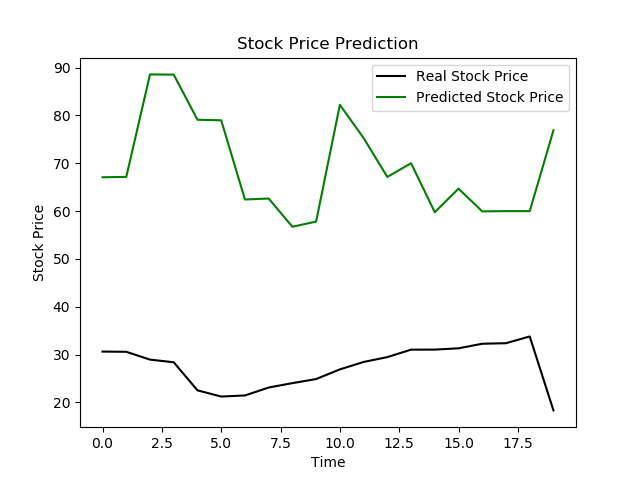 Stock Price Prediction
Real Stock Price
Predicted Stock Price
Stock Price
90
80
70
60
50
40
30
20
0.0 2.5 5.0 7.5 10.0 12.5 15.0 17.5
Time